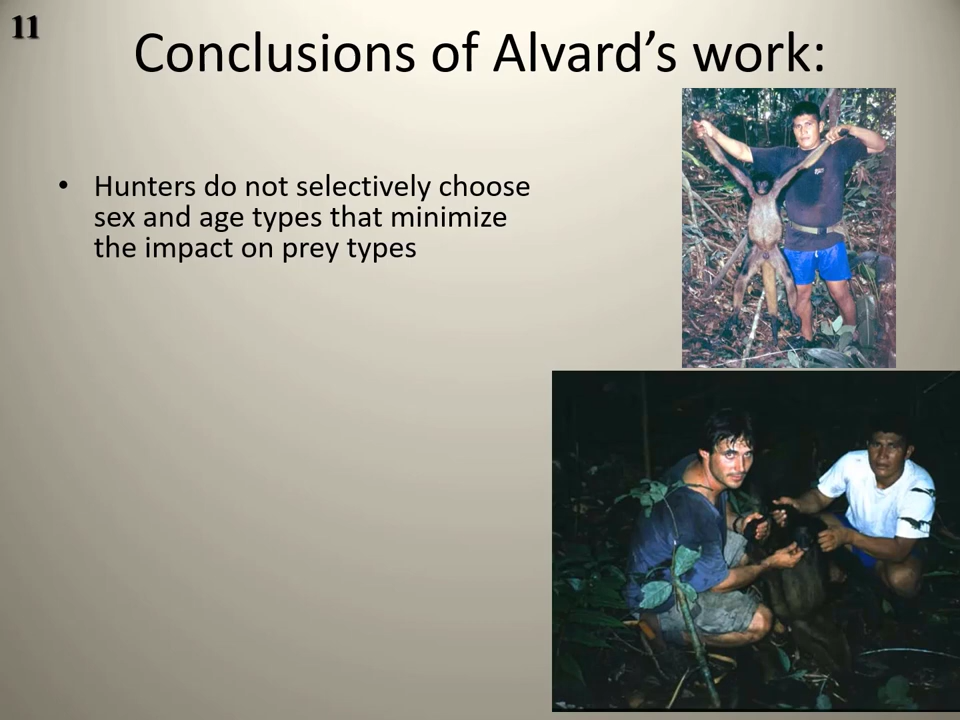 11
Conclusions of Alvard’s work:
• Hunters do not selectively choose
sex and age types that minimize
the impact on prey types